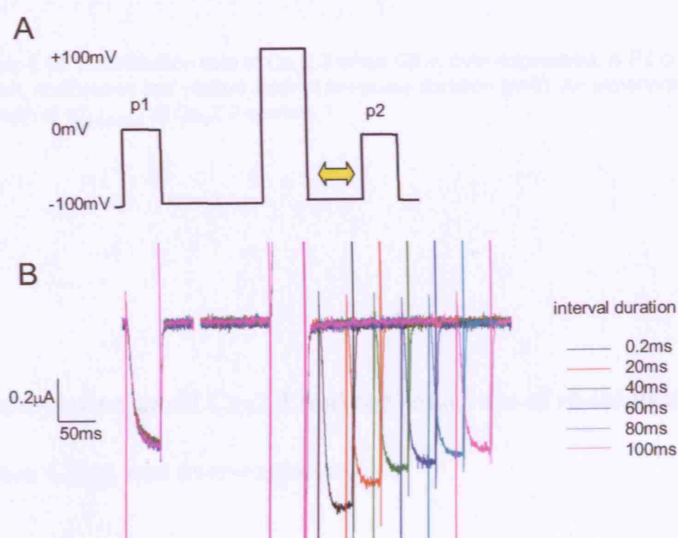 A
+100mV
p1
p2
0mV
-100mV
B
interval duration
0.2ms
20ms
40ms
60ms
80ms
100ms
0.2µA
50ms